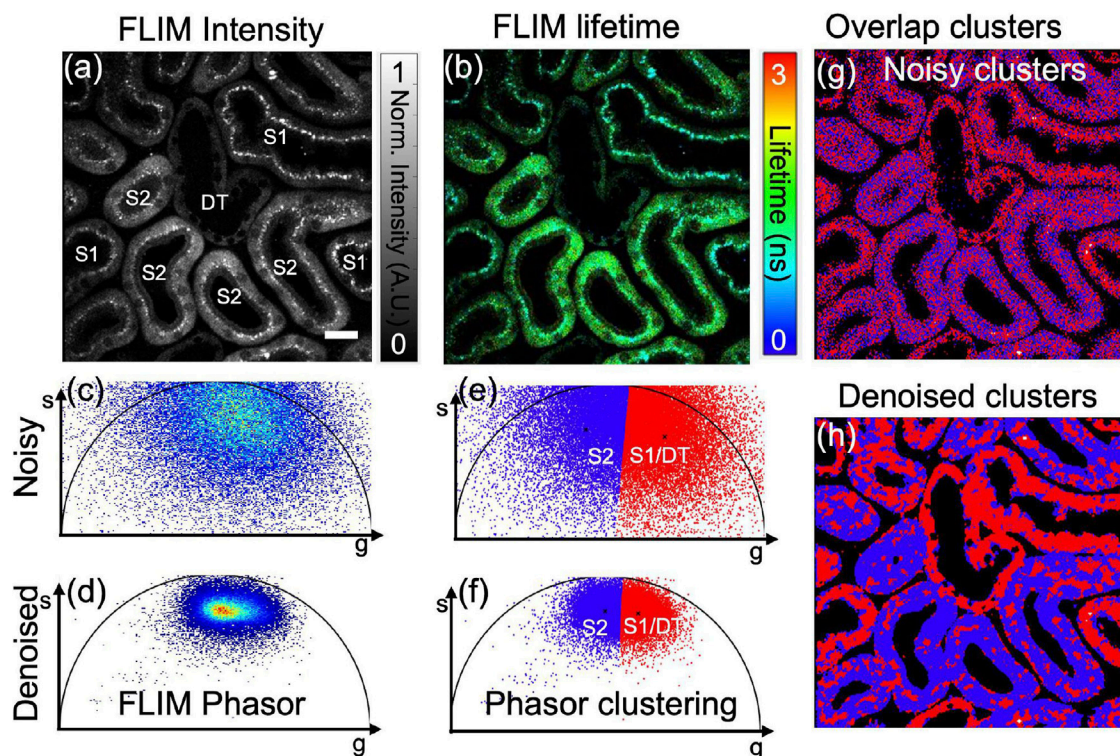 FLIM Intensity
FLIM lifetime
Overlap clusters
(a)
S1
S2
DT
S1
S2
S2
S2
S1
1
Norm. Intensity (A.U.)
0
(b)
3
Lifetime (ns)
0
(g)
Noisy clusters
Noisy
(c)
s
g
(e)
s
S2
S1/DT
g
Denoised clusters
(h)
Denoised
(d)
s
FLIM Phasor
g
(f)
s
S2
S1/DT
Phasor clustering
g